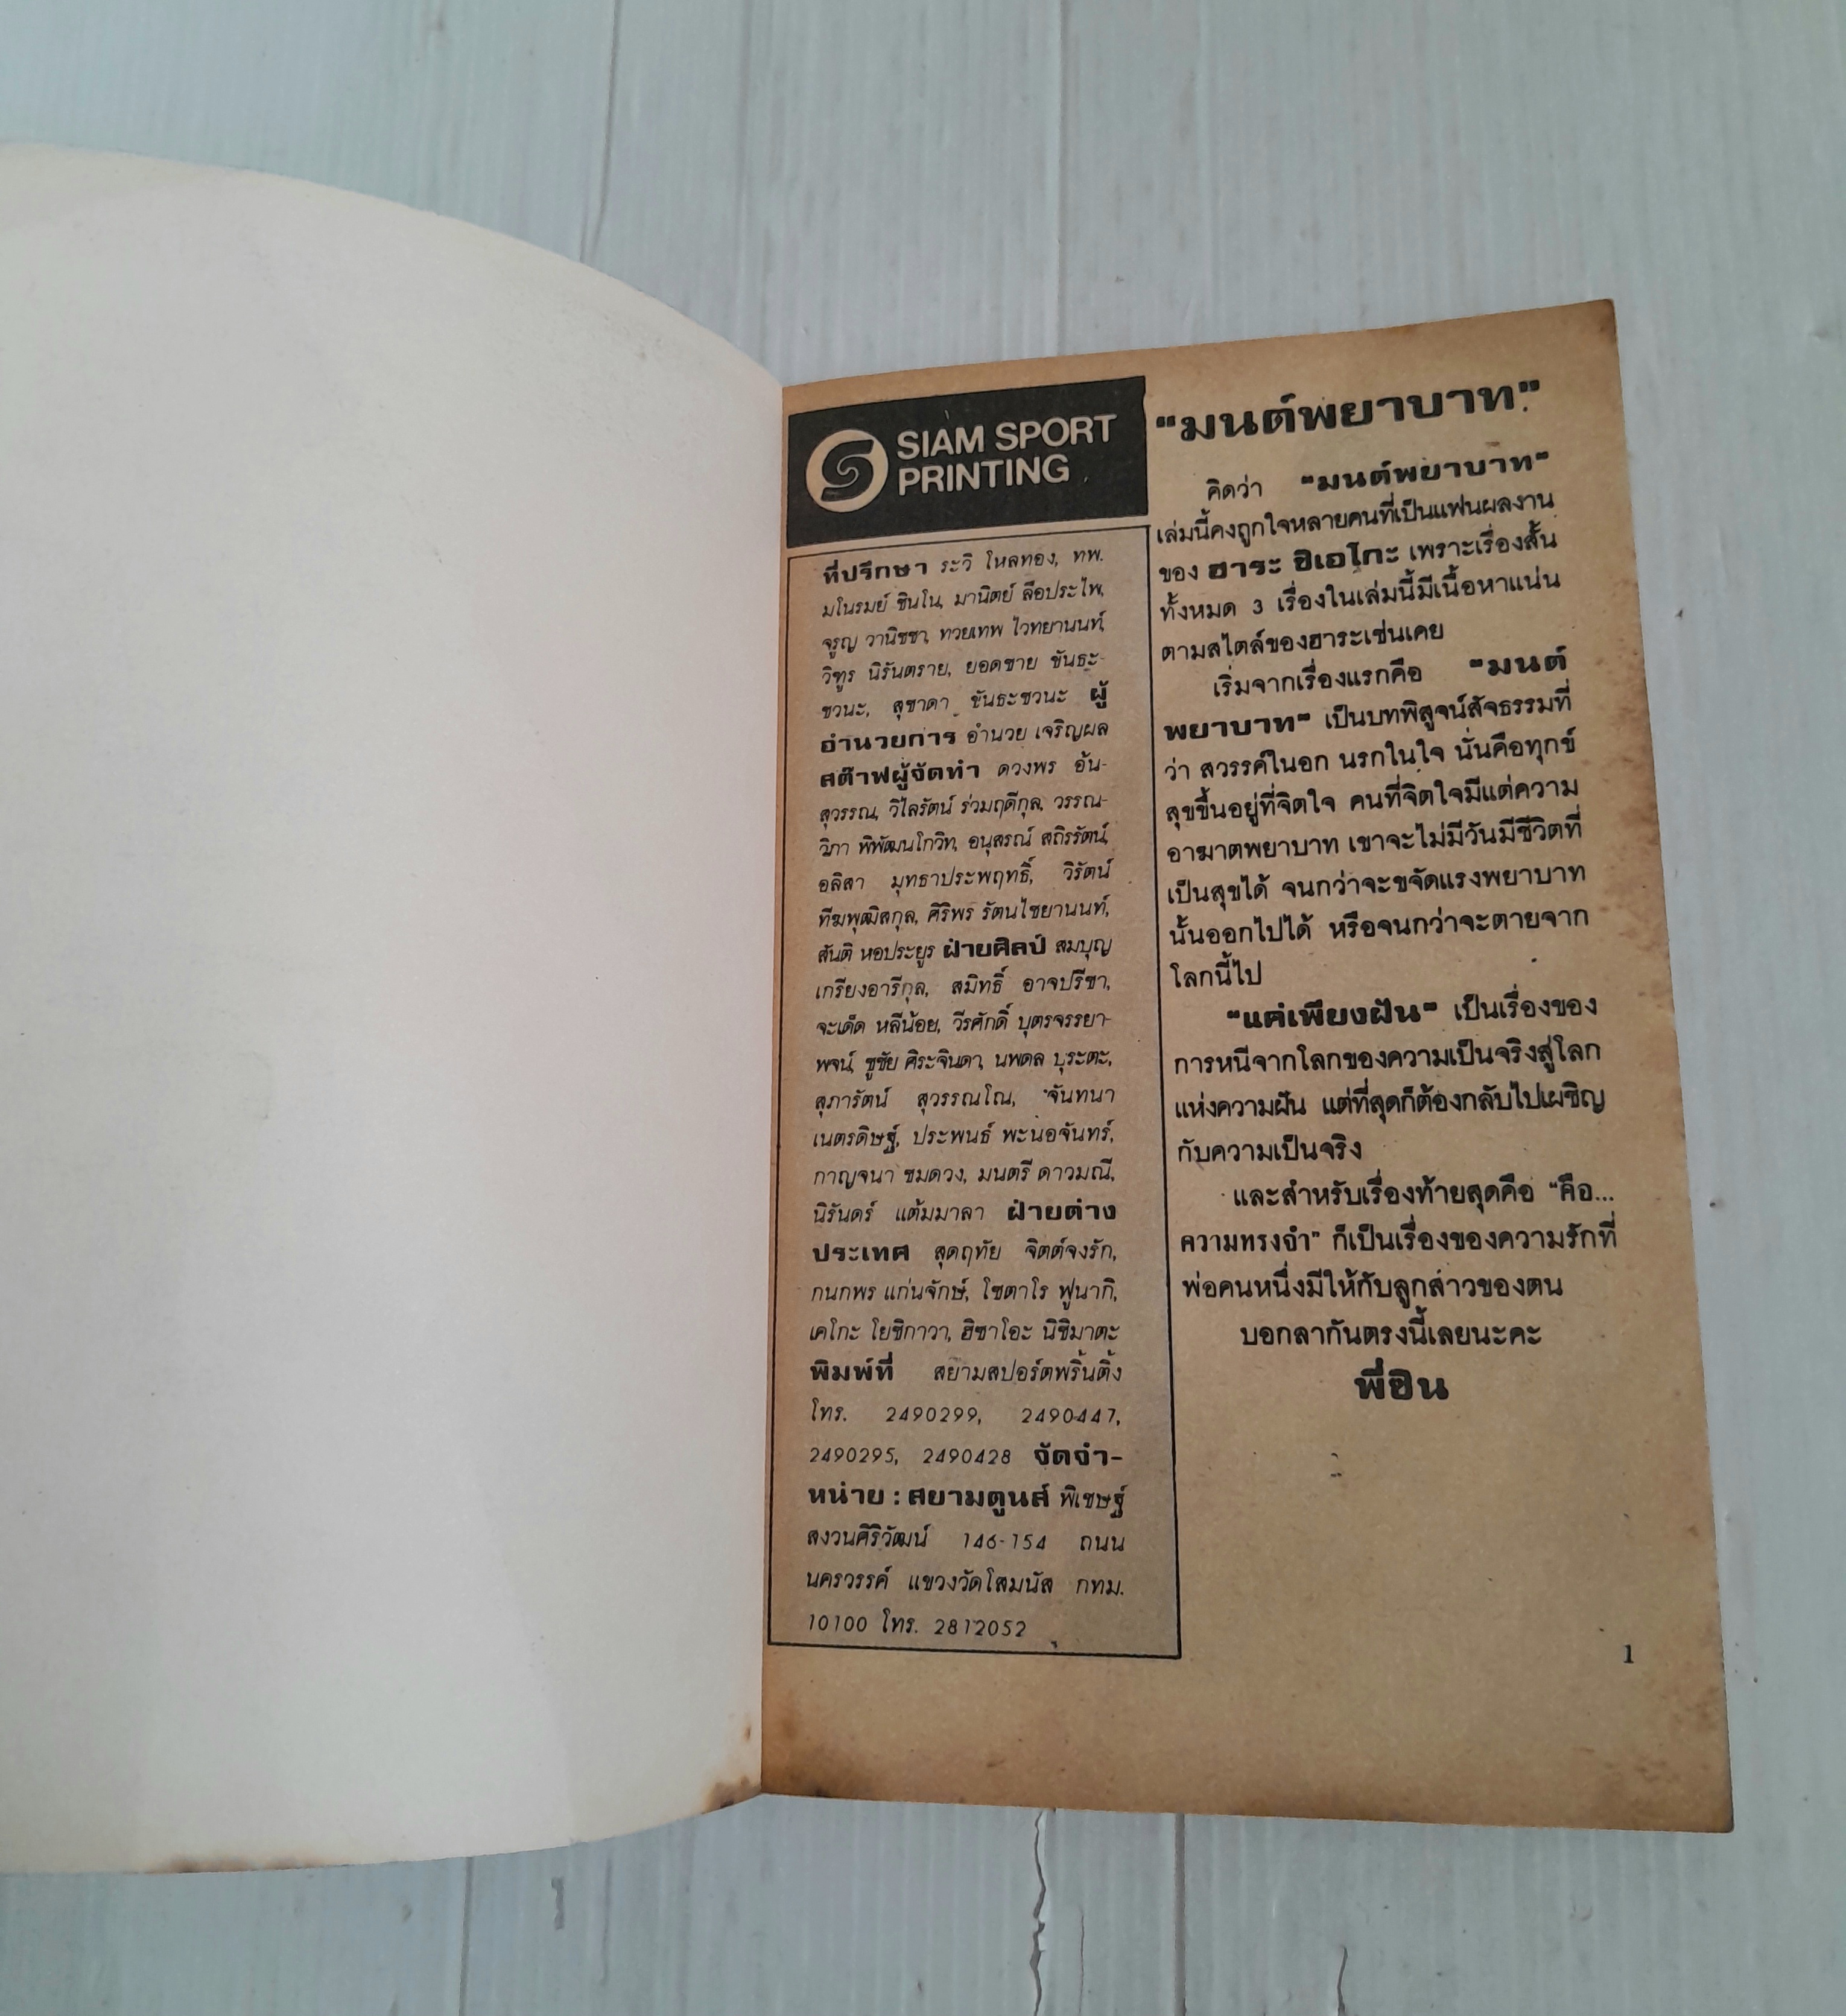 SIAM SPORT
PRINTING
ที่ปรึกษา ระวิ โหลทอง, ทพ.
มโนรมย์ ชินโน, มานิตย์ ลือประไพ,
จรูญ วานิชชา, ทวยเทพ ไวทยานนท์,
วิฑูร นิรันตราย, ยอดชาย ขันธะ-
ชวนะ, สุชาดา ขันธะชวนะ ผู้
อำนวยการ อำนวย เจริญผล
สต๊าฟผู้จัดทำ ดวงพร อ้น-
สุวรรณ, วิไลรัตน์ ร่วมฤดีกุล, วรรณ-
วิภา พิพัฒนโกวิท, อนุสรณ์ สถิรรัตน์,
อลิสา มุทธาประพฤทธิ์, วิรัตน์
ทีฆพุฒิสกุล, ศิริพร รัตนไชยานนท์,
สันติ หอประยูร ฝ่ายศิลป์ สมบุญ
เกรียงอารีกุล, สมิทธิ์ อาจปรีชา,
จะเด็ด หลีน้อย, วีรศักดิ์ บุตรจรรยา-
พจน์, ชูชัย ศิระจินดา, นพดล บุระตะ,
สุภารัตน์ สุวรรณโณ, จันทนา
เนตรดิษฐ์, ประพนธ์ พะนอจันทร์,
กาญจนา ชมดวง, มนตรี ดาวมณี,
นิรันดร์ แต้มมาลา ฝ่ายต่าง
ประเทศ สุดฤทัย จิตต์จงรัก,
กนกพร แก่นจักษ์, โชตาโร ฟูนากิ,
เคโกะ โยชิกาวา, ฮิซาโอะ นิชิมาตะ
พิมพ์ที่ สยามสปอร์ตพริ้นติ้ง
โทร. 2490299, 2490447,
2490295, 2490428 จัดจำ-
หน่าย : สยามตูนส์ พิเชษฐ์
สงวนศิริวัฒน์ 146-154 ถนน
นครวรรค์ แขวงวัดโสมนัส กทม.
10100 โทร. 2812052
"มนต์พยาบาท"
คิดว่า "มนต์พยาบาท"
เล่มนี้คงถูกใจหลายคนที่เป็นแฟนผลงาน
ของ ฮาระ ชิเอโกะ เพราะเรื่องสั้น
ทั้งหมด 3 เรื่องในเล่มนี้มีเนื้อหาแน่น
ตามสไตล์ของฮาระเช่นเคย
เริ่มจากเรื่องแรกคือ "มนต์
พยาบาท" เป็นบทพิสูจน์สัจธรรมที่
ว่า สวรรค์ในอก นรกในใจ นั่นคือทุกข์
สุขขึ้นอยู่ที่จิตใจ คนที่จิตใจมีแต่ความ
อาฆาตพยาบาท เขาจะไม่มีวันมีชีวิตที่
เป็นสุขได้ จนกว่าจะขจัดแรงพยาบาท
นั้นออกไปได้ หรือจนกว่าจะตายจาก
โลกนี้ไป
"แค่เพียงฝัน" เป็นเรื่องของ
การหนีจากโลกของความเป็นจริงสู่โลก
แห่งความฝัน แต่ที่สุดก็ต้องกลับไปเผชิญ
กับความเป็นจริง
และสำหรับเรื่องท้ายสุดคือ "คือ...
ความทรงจำ" ก็เป็นเรื่องของความรักที่
พ่อคนหนึ่งมีให้กับลูกสาวของตน
บอกลากันตรงนี้เลยนะคะ
พี่ฮิน
1